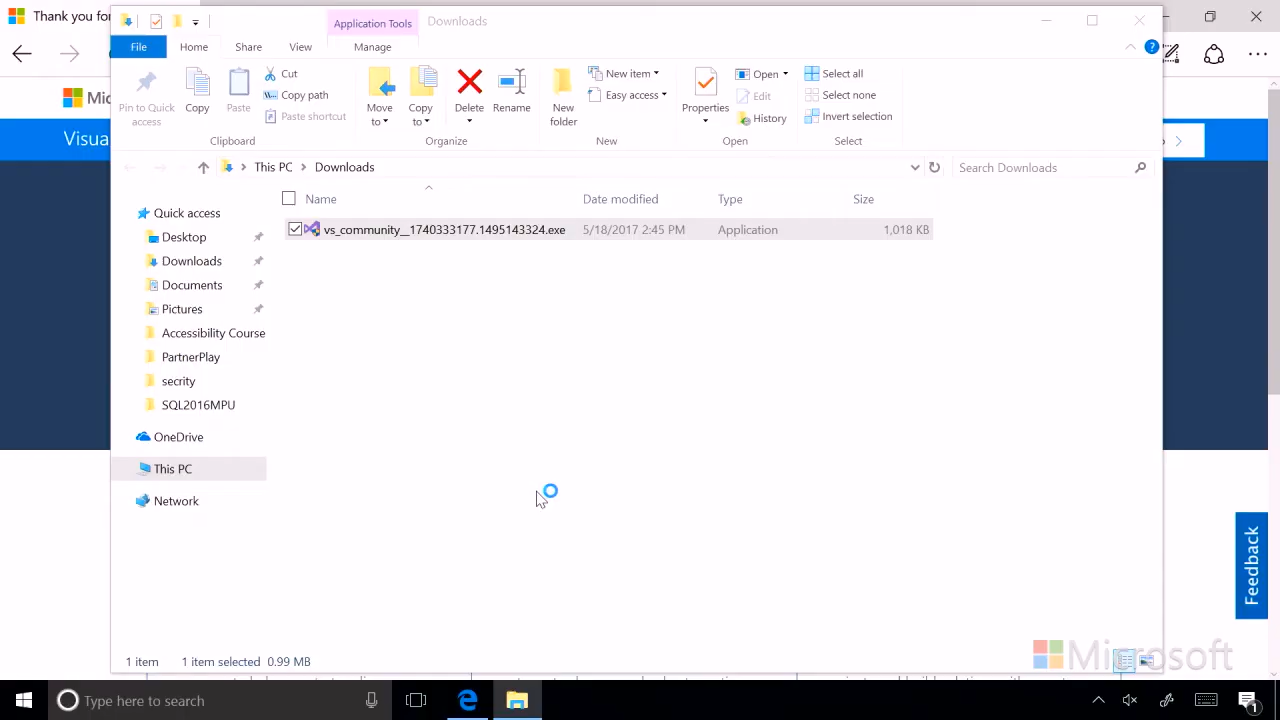 Thank you for
Application Tools
Downloads
File
Home
Share
View
Manage
Pin to Quick access
Copy
Paste
Cut
Copy path
Paste shortcut
Clipboard
Move to
Copy to
Delete
Rename
Organize
New folder
New item
Easy access
New
Properties
Open
Edit
History
Open
Select all
Select none
Invert selection
Select
This PC
Downloads
Search Downloads
Name
Date modified
Type
Size
vs_community__1740333177.1495143324.exe
5/18/2017 2:45 PM
Application
1,018 KB
Quick access
Desktop
Downloads
Documents
Pictures
Accessibility Course
PartnerPlay
secrity
SQL2016MPU
OneDrive
This PC
Network
1 item
1 item selected
0.99 MB
Mic
Visua
Feedback
Microsoft
Type here to search
1